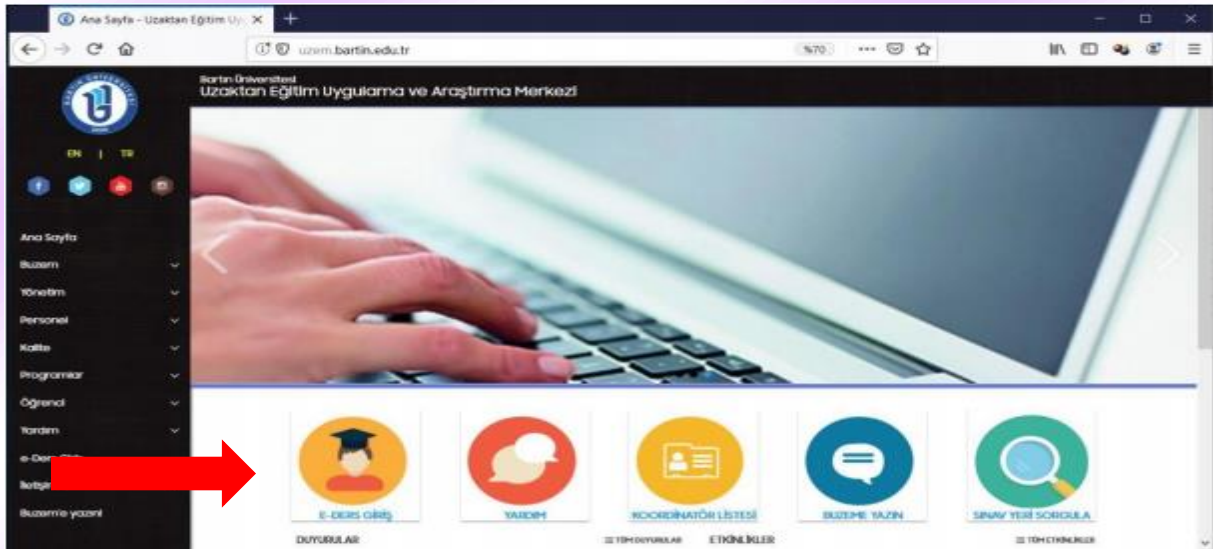 Ana Sayfa - Uzaktan Eğitim Uy
uzem.bartin.edu.tr
%70
Bartın Üniversitesi
Uzaktan Eğitim Uygulama ve Araştırma Merkezi
EN | TR
Ana Sayfa
Buzem
Yönetim
Personel
Kalite
Programlar
Öğrenci
Yardım
e-Ders
İletiş
Buzem'e yazın!
E-DERS GİRİŞ
YARDIM
KOORDİNATÖR LİSTESİ
BUZEME YAZIN
SINAV YERİ SORGULA
DUYURULAR
TÜM DUYURULAR
ETKİNLİKLER
TÜM ETKİNLİKLER